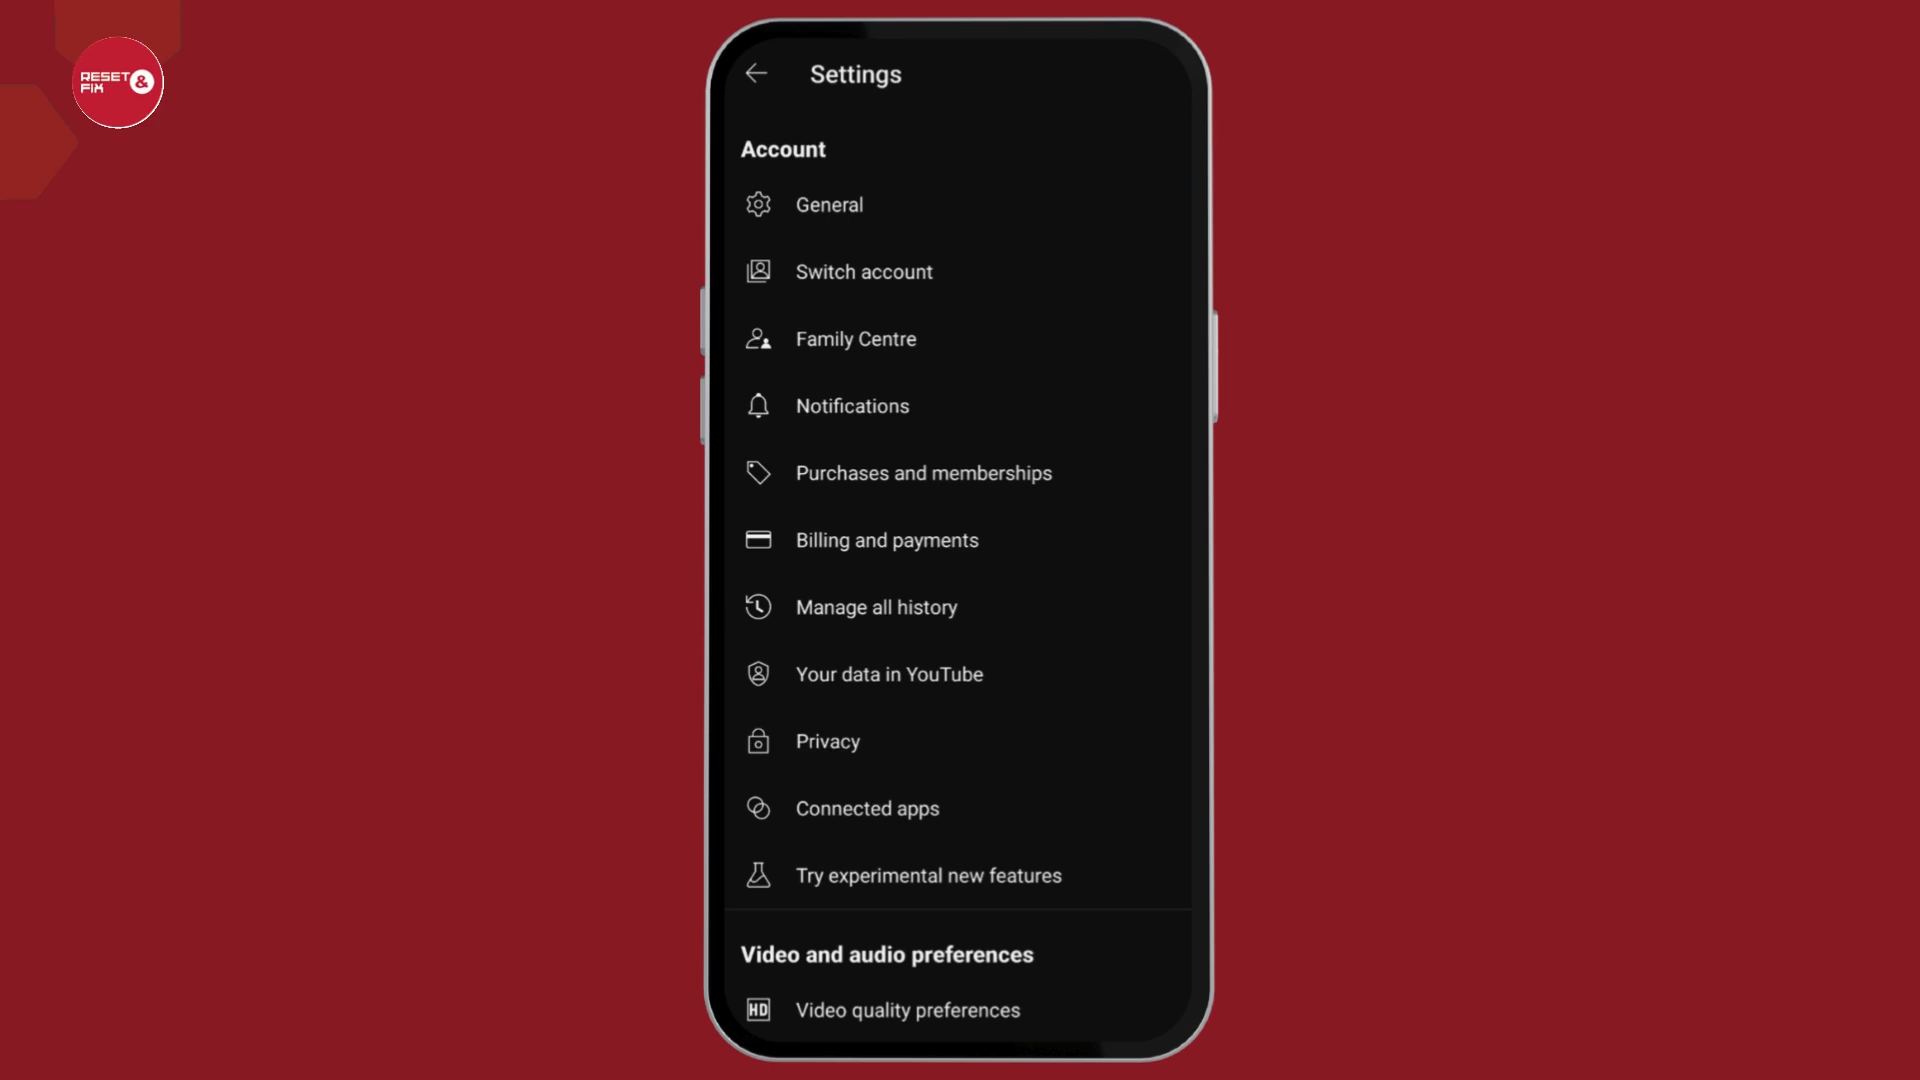 RESET &
FIX
Settings
Account
General
Switch account
Family Centre
Notifications
Purchases and memberships
Billing and payments
Manage all history
Your data in YouTube
Privacy
Connected apps
Try experimental new features
Video and audio preferences
HD Video quality preferences